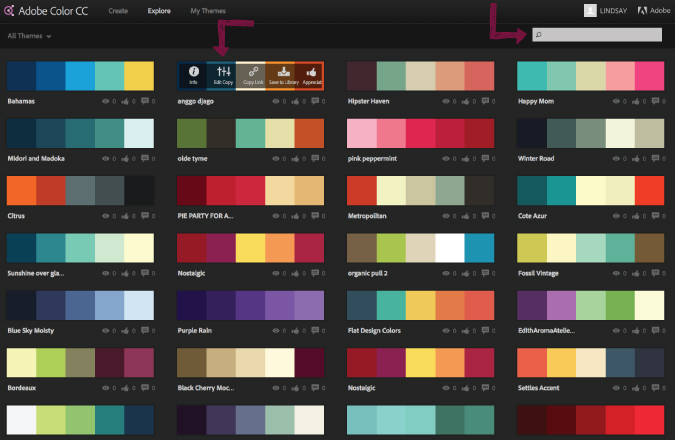 Adobe Color CC Create Explore My Themes LINDSAY Adobe
All Themes
Info Edit Copy Copy Link Save to Library Appreciat
Bahamas 0 0 0 anggo djago Hipster Haven 0 0 0 Happy Mom 0 0 0
Midori and Madoka 0 0 0 olde tyme 0 0 0 pink peppermint 0 0 0 Winter Road 0 0 0
Citrus 0 0 0 PIE PARTY FOR A... 0 0 0 Metropolitan 0 0 0 Cote Azur 0 0 0
Sunshine over gla... 0 0 0 Nostalgic 0 0 0 organic pull 2 0 0 0 Fossil Vintage 0 0 0
Blue Sky Moisty 0 0 0 Purple Rain 0 0 0 Flat Design Colors 0 0 0 EdithAromaAtelie... 0 0 0
Bordeaux 0 0 0 Black Cherry Moc... 0 0 0 Nostalgic 0 0 0 Settles Accent 0 0 0